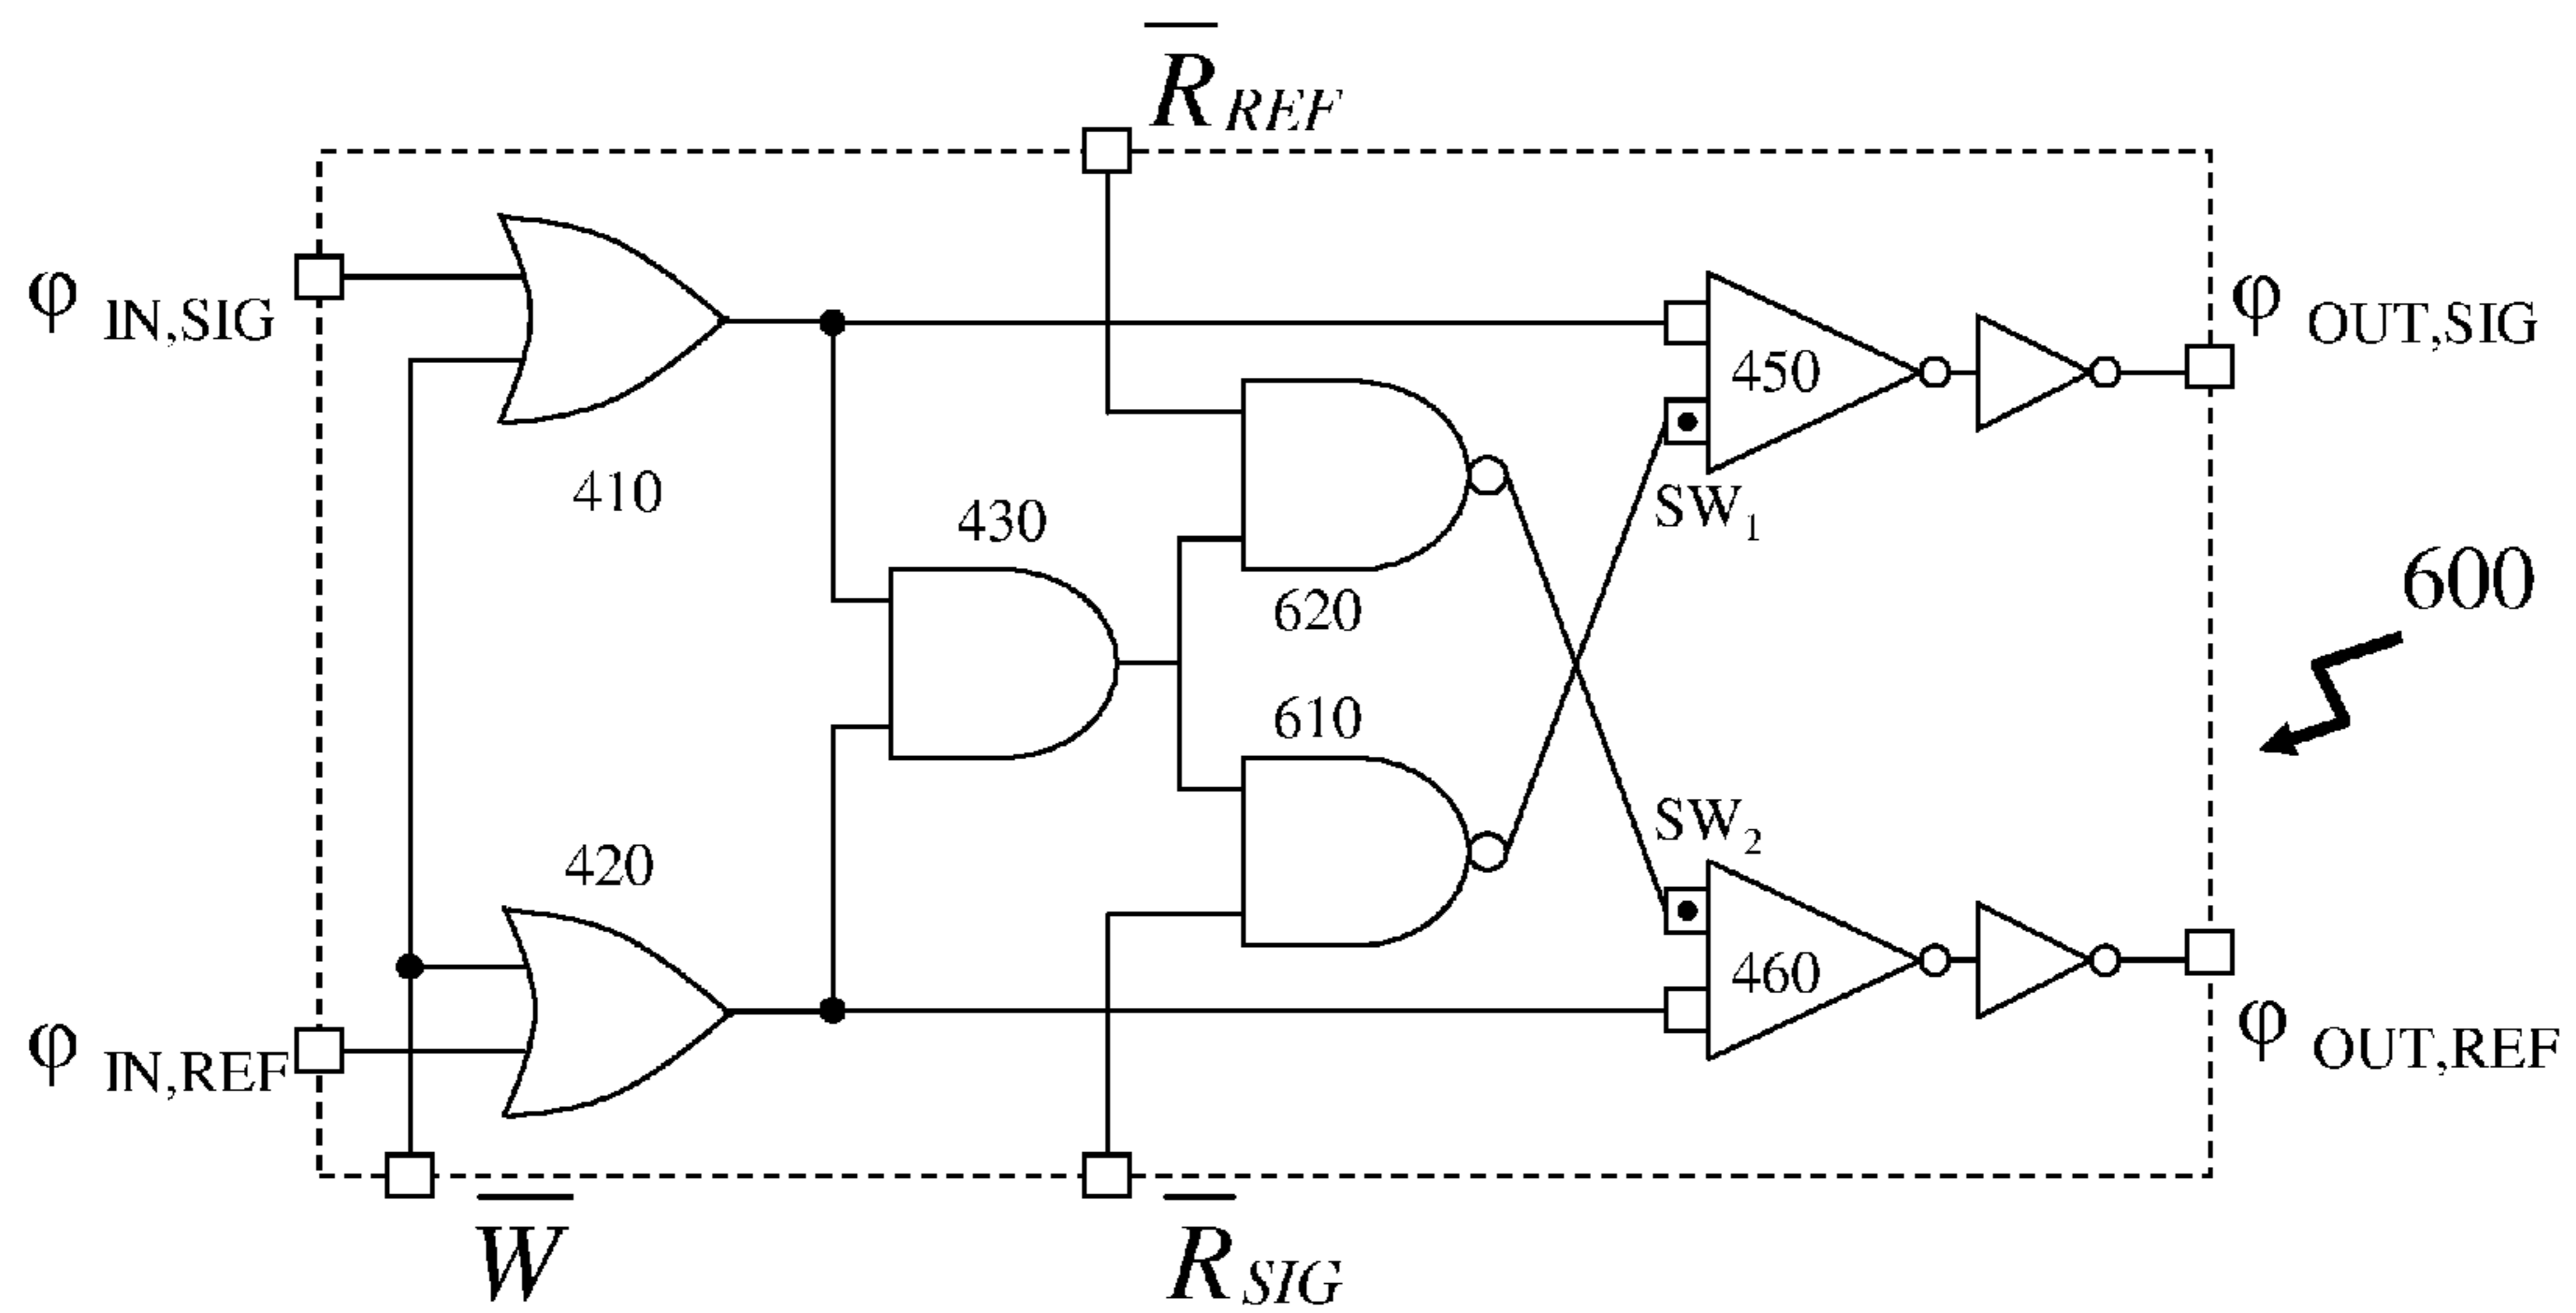 R̅ REF
φ IN,SIG
φ OUT,SIG
450
410
430
SW1
600
620
610
420
SW2
460
φ IN,REF
φ OUT,REF
W̅
R̅ SIG